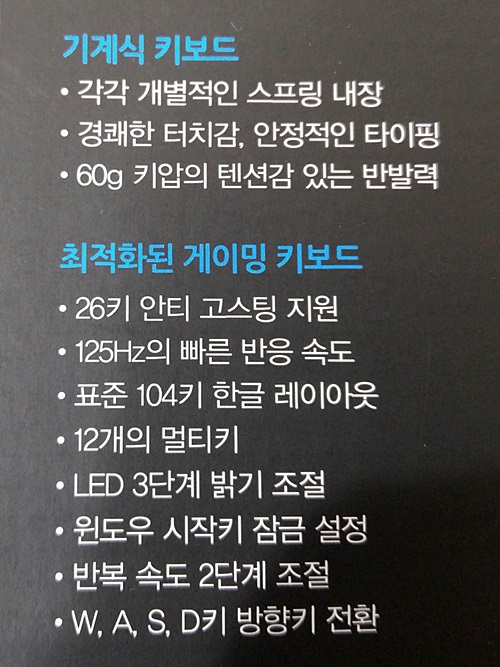 기계식 키보드
• 각각 개별적인 스프링 내장
• 경쾌한 터치감, 안정적인 타이핑
• 60g 키압의 텐션감 있는 반발력
최적화된 게이밍 키보드
• 26키 안티 고스팅 지원
• 125Hz의 빠른 반응 속도
• 표준 104키 한글 레이아웃
• 12개의 멀티키
• LED 3단계 밝기 조절
• 윈도우 시작키 잠금 설정
• 반복 속도 2단계 조절
• W, A, S, D키 방향키 전환